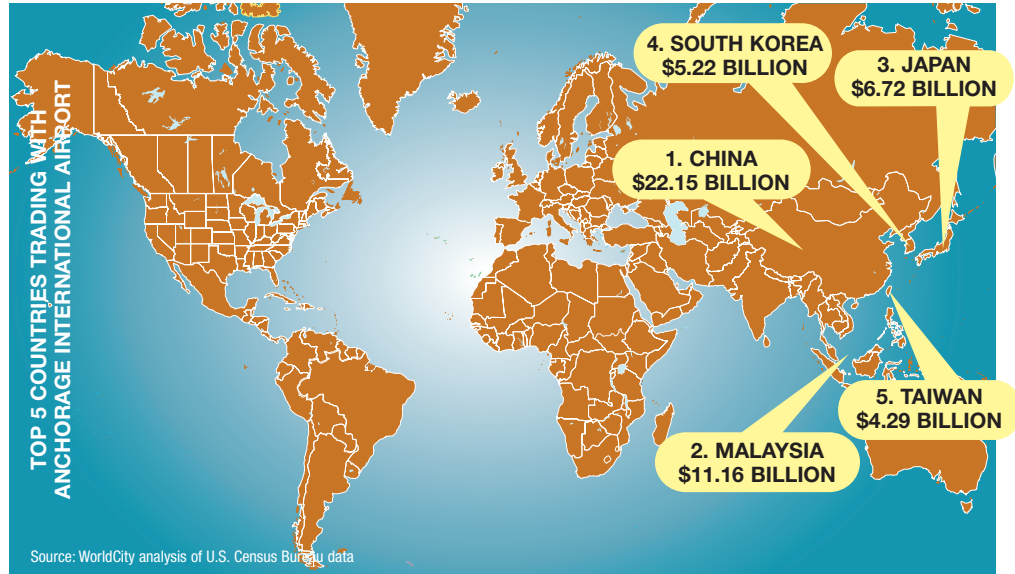 TOP 5 COUNTRIES TRADING WITH
ANCHORAGE INTERNATIONAL AIRPORT
4. SOUTH KOREA
$5.22 BILLION
3. JAPAN
$6.72 BILLION
1. CHINA
$22.15 BILLION
5. TAIWAN
$4.29 BILLION
2. MALAYSIA
$11.16 BILLION
Source: WorldCity analysis of U.S. Census Bureau data